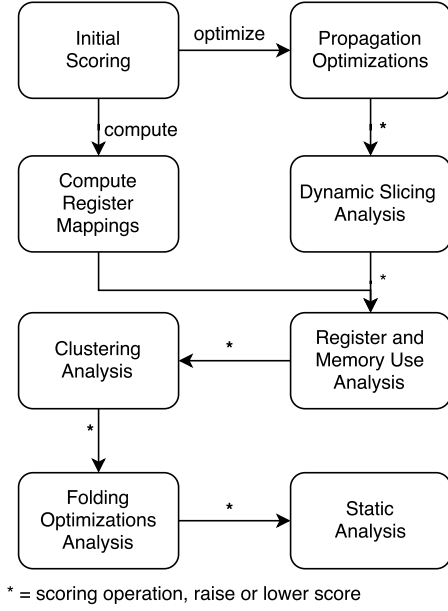 Initial
Scoring
optimize
Propagation
Optimizations
compute
*
Compute
Register
Mappings
Dynamic Slicing
Analysis
*
Clustering
Analysis
*
Register and
Memory Use
Analysis
*
Folding
Optimizations
Analysis
*
Static
Analysis
* = scoring operation, raise or lower score